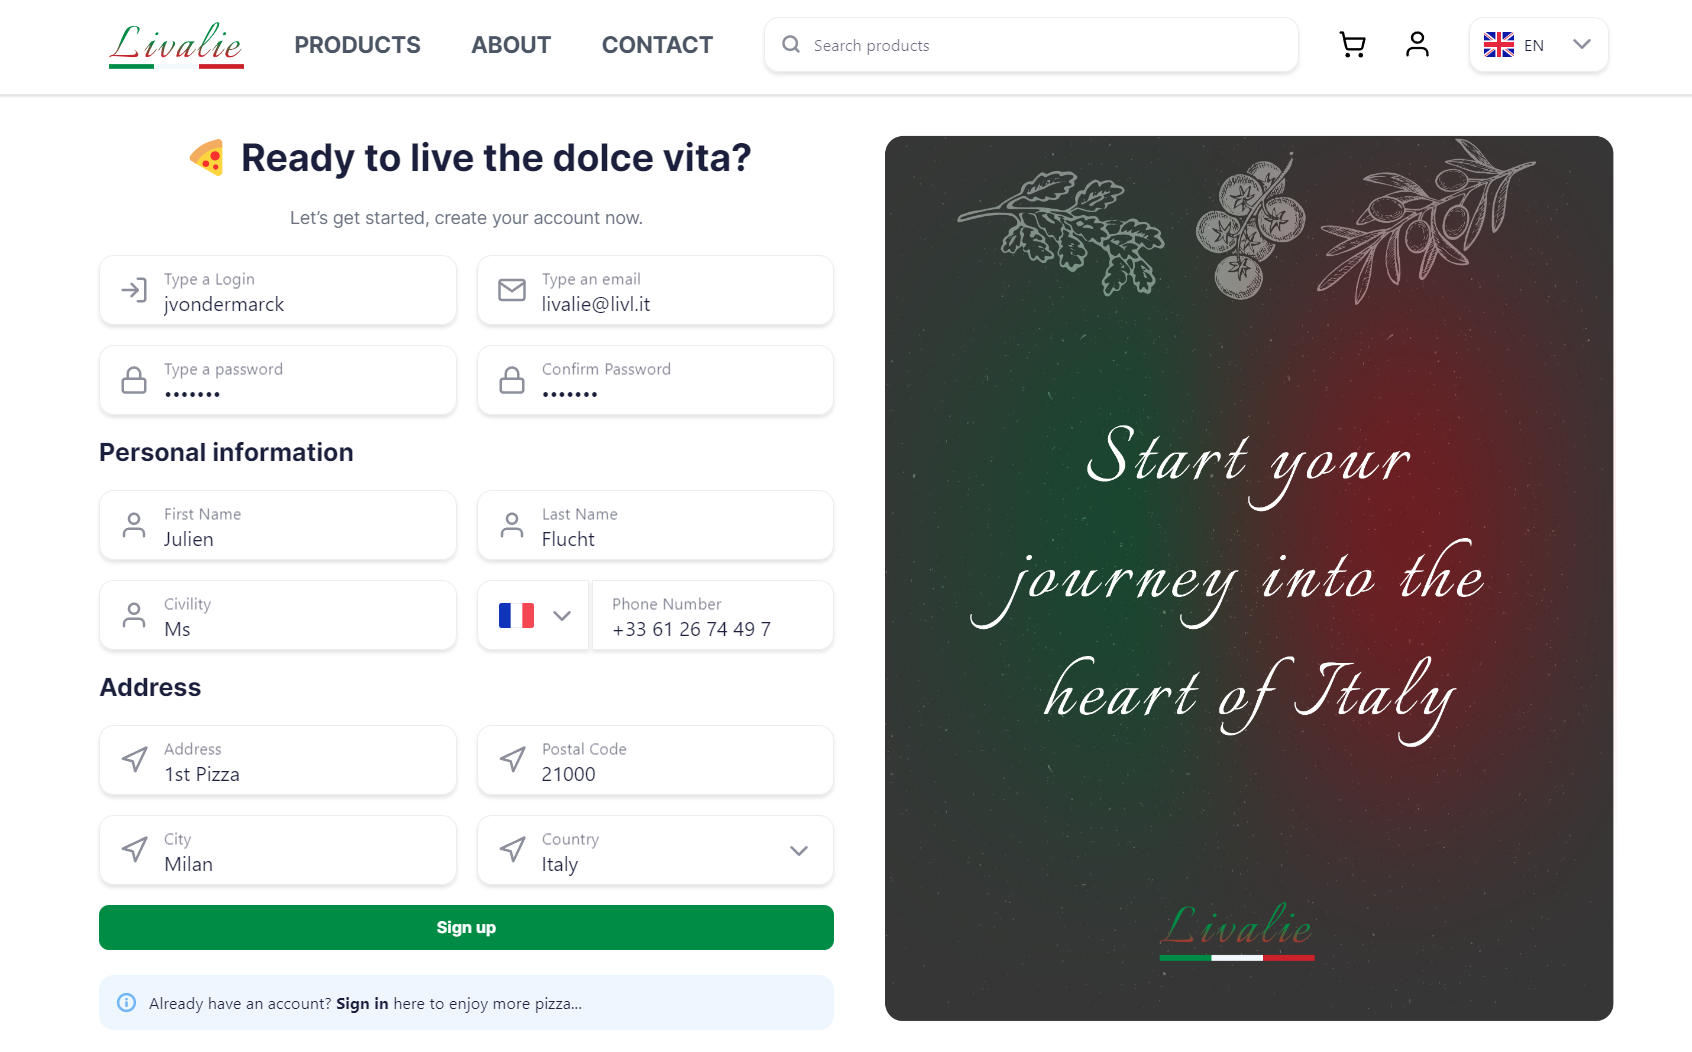 Livalie
PRODUCTS
ABOUT
CONTACT
Search products
EN
Ready to live the dolce vita?
Let's get started, create your account now.
Type a Login
jvondermarck
Type an email
livalie@livl.it
Type a password
•••••••
Confirm Password
•••••••
Personal information
First Name
Julien
Last Name
Flucht
Civility
Ms
Phone Number
+33 61 26 74 49 7
Address
Address
1st Pizza
Postal Code
21000
City
Milan
Country
Italy
Sign up
Already have an account? Sign in here to enjoy more pizza...
Start your
journey into the
heart of Italy
Livalie